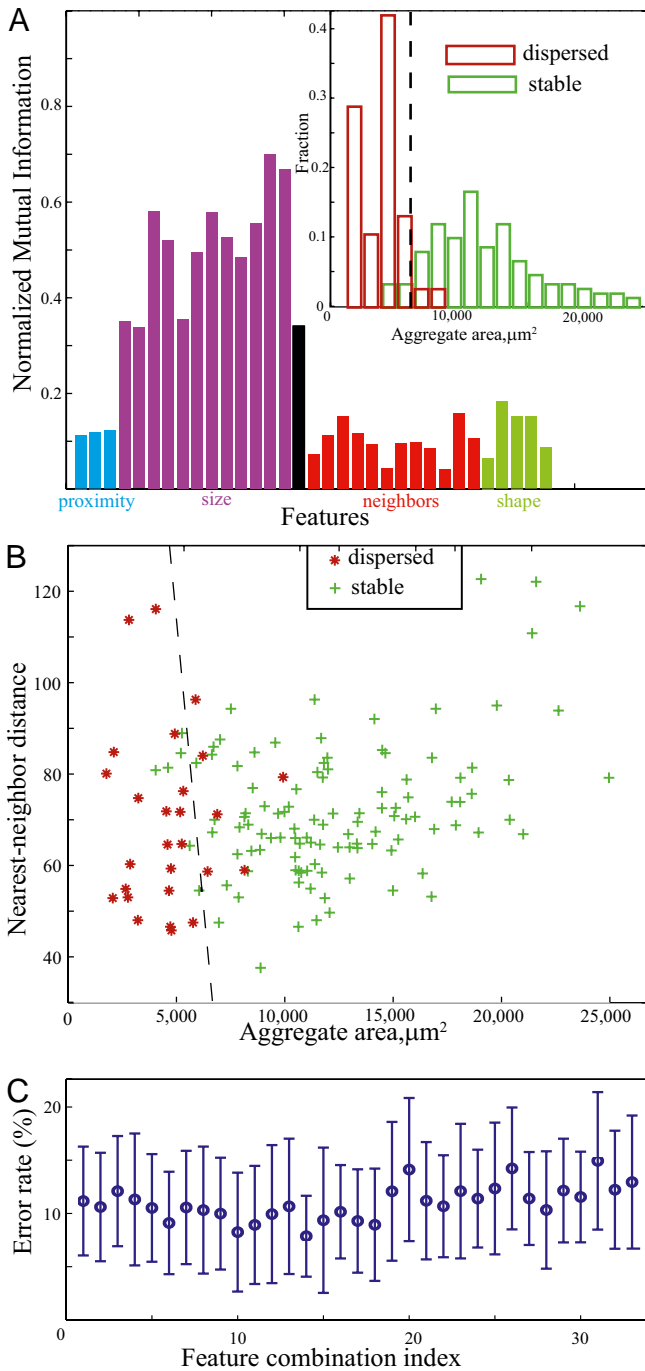 A
Normalized Mutual Information
0.8
0.6
0.4
0.2
proximity
size
neighbors
shape
Features
Fraction
0.4
0.3
0.2
0.1
0
0
10,000
20,000
Aggregate area,μm²
dispersed
stable
B
Nearest-neighbor distance
120
100
80
60
40
dispersed
stable
0
5,000
10,000
15,000
20,000
25,000
Aggregate area,μm²
C
Error rate (%)
20
10
0
10
20
30
Feature combination index